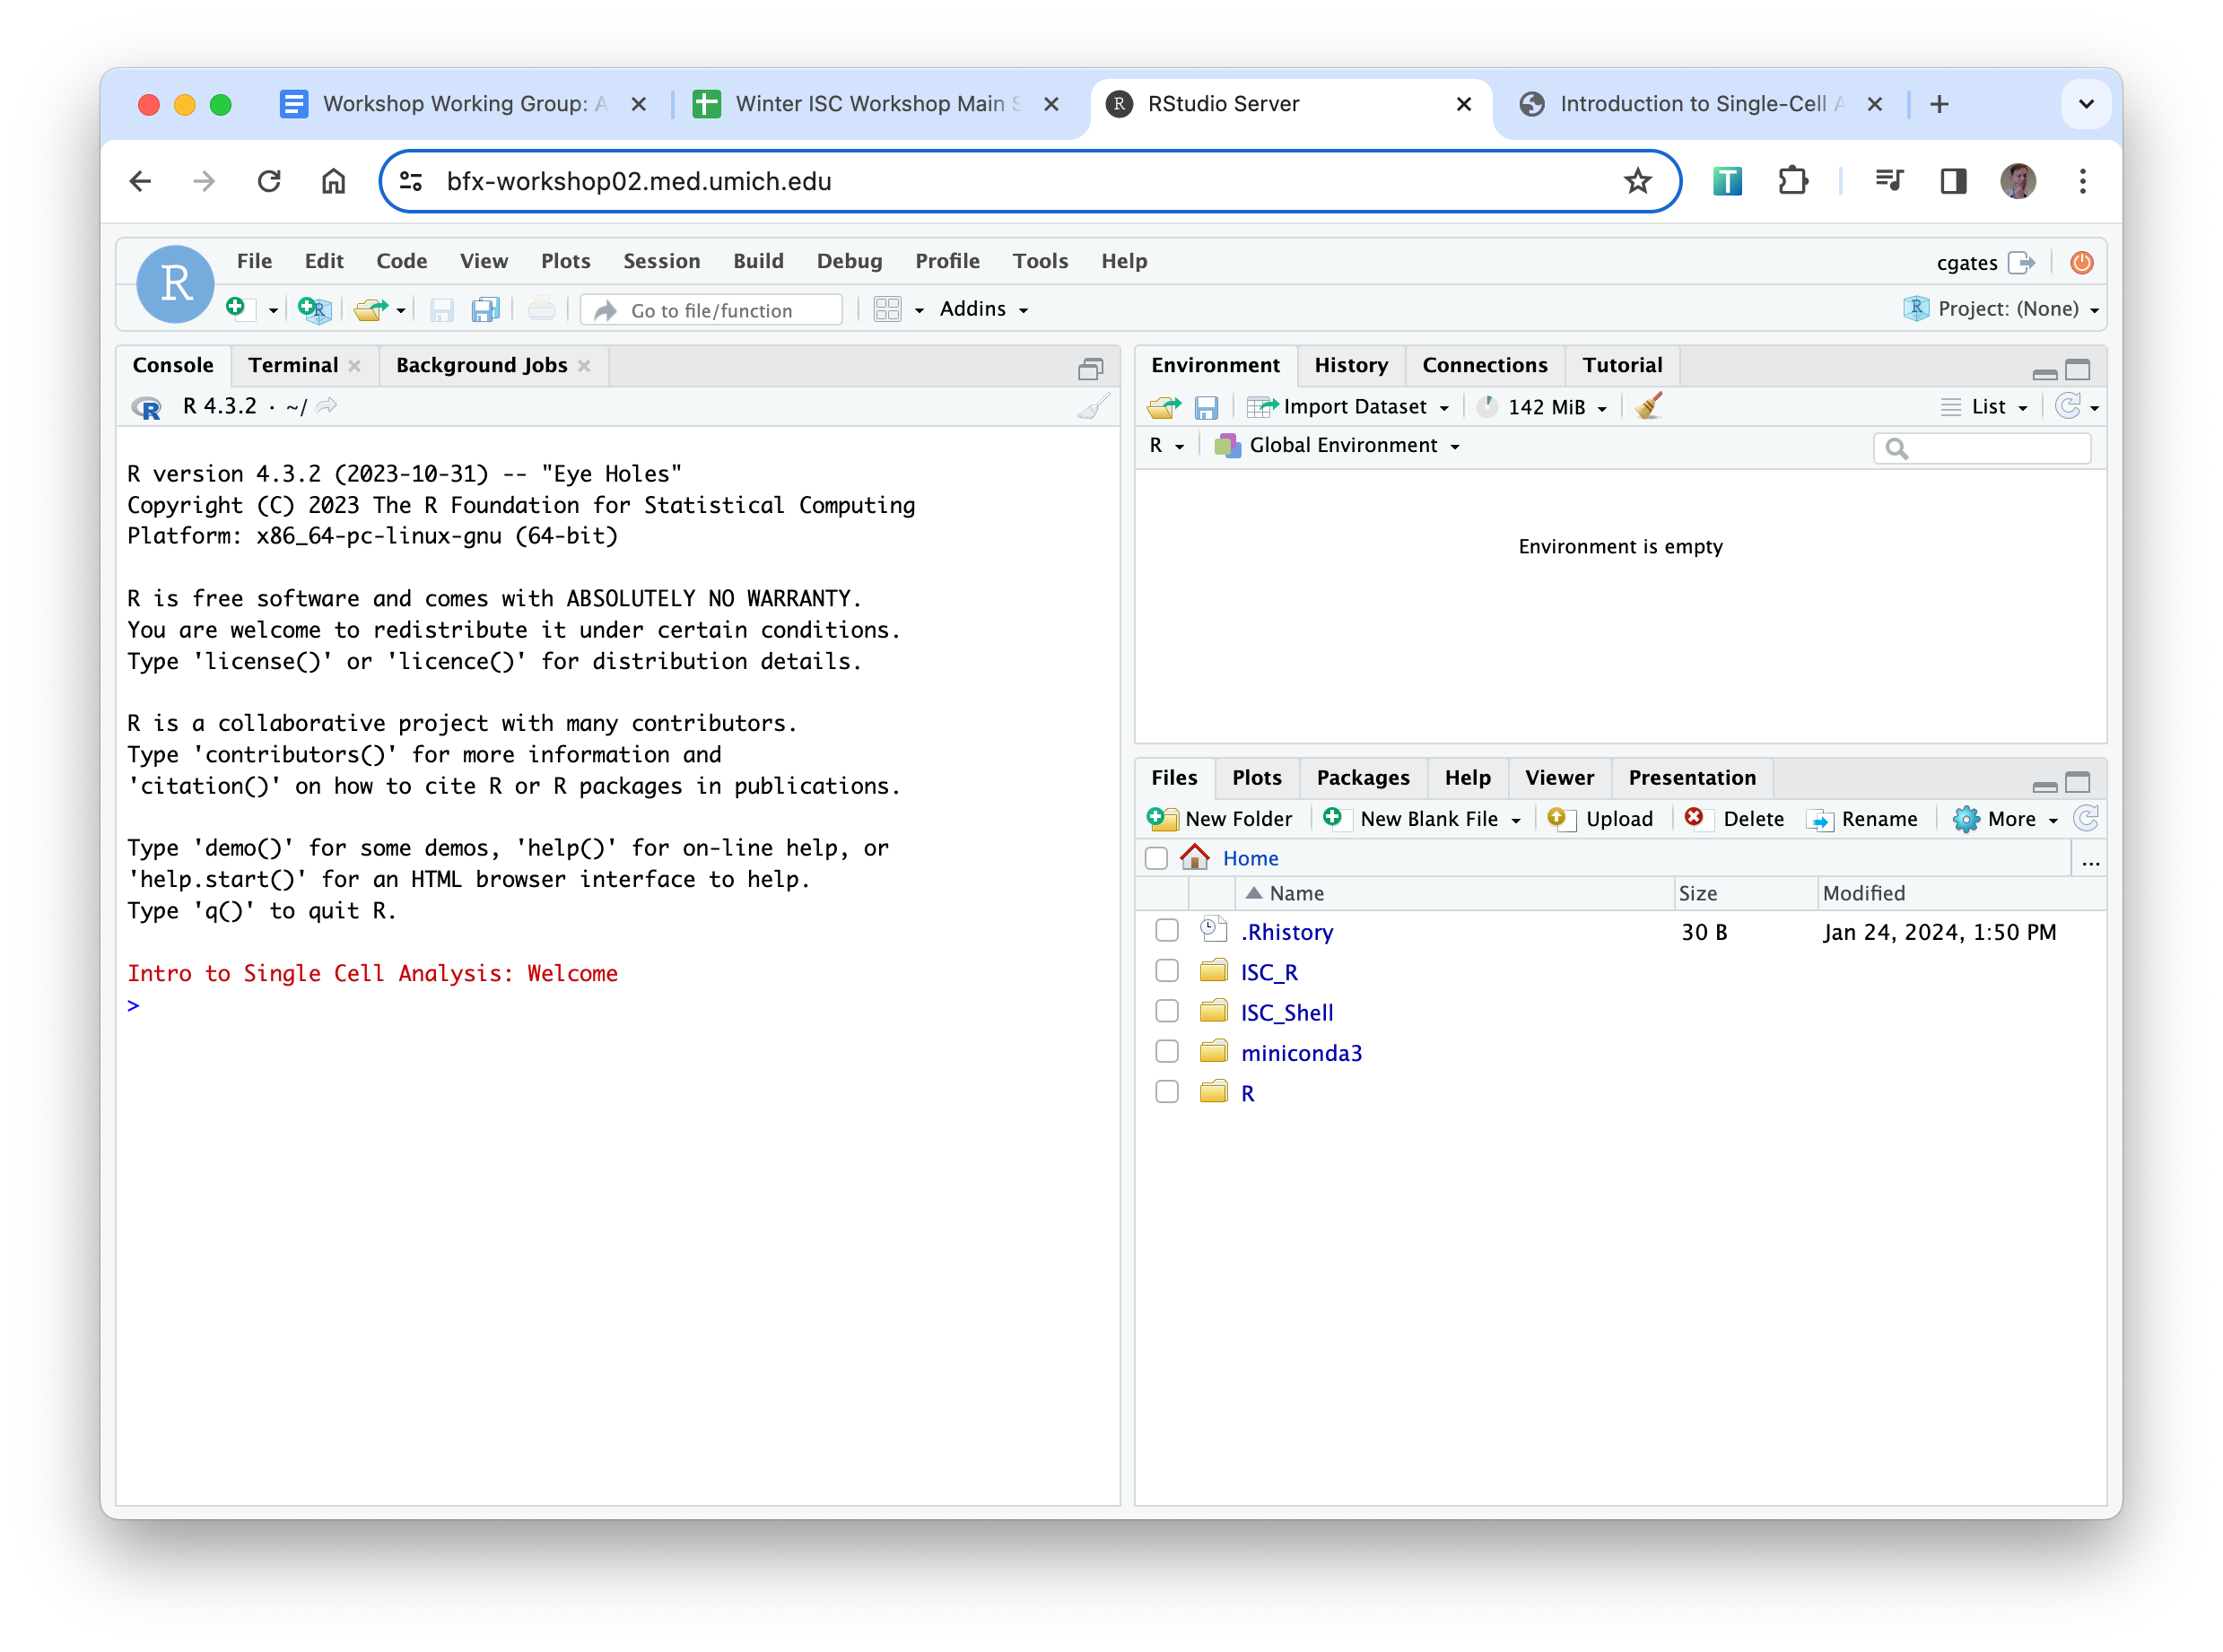 Workshop Working Group: A
Winter ISC Workshop Main S
RStudio Server
Introduction to Single-Cell A
bfx-workshop02.med.umich.edu
T
R
File Edit Code View Plots Session Build Debug Profile Tools Help
cgates
Go to file/function
Addins
Project: (None)
Console Terminal Background Jobs
R 4.3.2 · ~/
R version 4.3.2 (2023-10-31) -- "Eye Holes"
Copyright (C) 2023 The R Foundation for Statistical Computing
Platform: x86_64-pc-linux-gnu (64-bit)
R is free software and comes with ABSOLUTELY NO WARRANTY.
You are welcome to redistribute it under certain conditions.
Type 'license()' or 'licence()' for distribution details.
R is a collaborative project with many contributors.
Type 'contributors()' for more information and
'citation()' on how to cite R or R packages in publications.
Type 'demo()' for some demos, 'help()' for on-line help, or
'help.start()' for an HTML browser interface to help.
Type 'q()' to quit R.
Intro to Single Cell Analysis: Welcome
>
Environment History Connections Tutorial
Import Dataset 142 MiB List
R Global Environment
Environment is empty
Files Plots Packages Help Viewer Presentation
New Folder New Blank File Upload Delete Rename More
Home ...
Name Size Modified
.Rhistory 30 B Jan 24, 2024, 1:50 PM
ISC_R
ISC_Shell
miniconda3
R